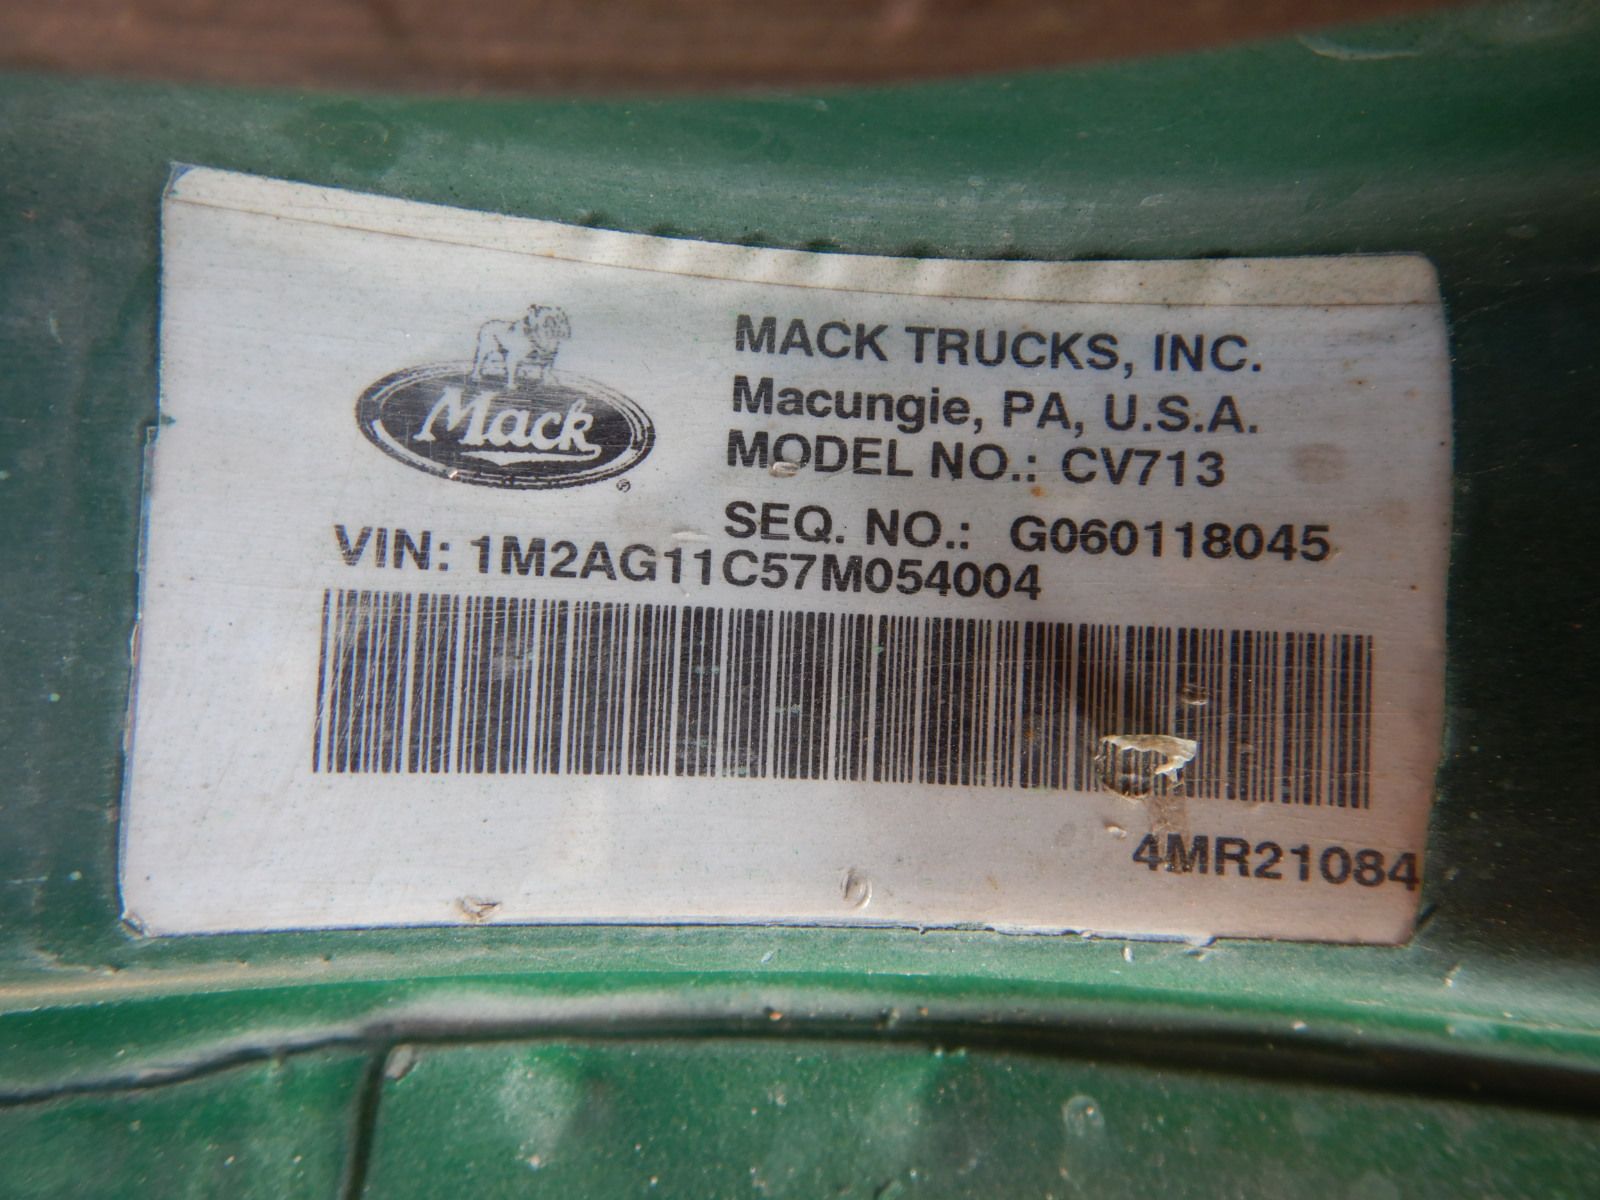 MACK TRUCKS, INC.
Mack ®
Macungie, PA, U.S.A.
MODEL NO.: CV713
SEQ. NO.: G060118045
VIN: 1M2AG11C57M054004
4MR21084